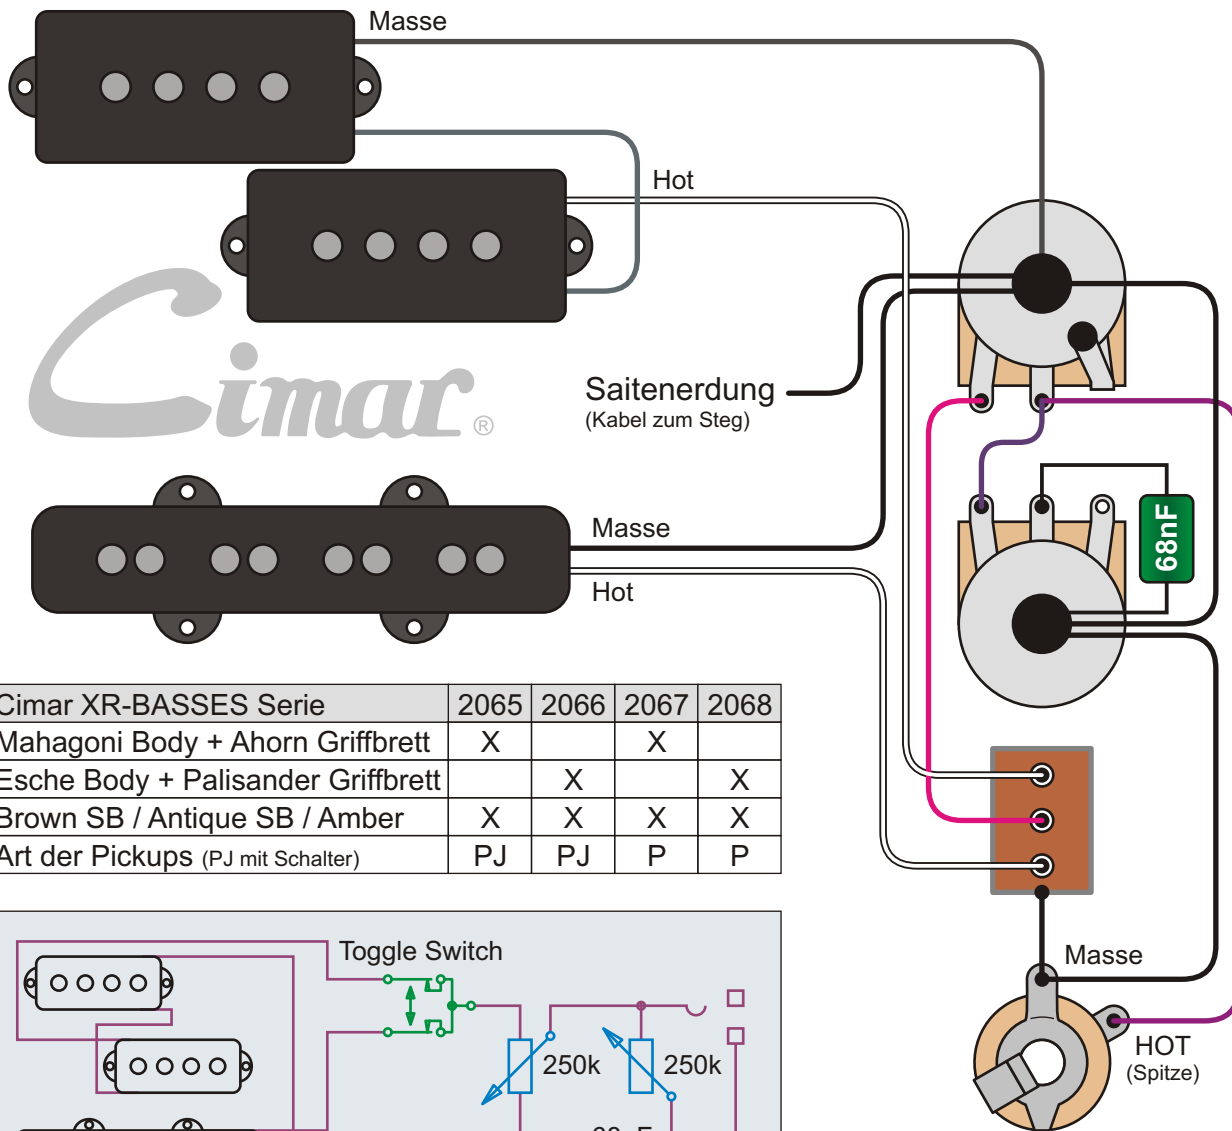 Masse
Hot
Cimar ®
Saitenerdung
(Kabel zum Steg)
68nF
Masse
Hot
Cimar XR-BASSES Serie 2065 2066 2067 2068
Mahagoni Body + Ahorn Griffbrett X X
Esche Body + Palisander Griffbrett X X
Brown SB / Antique SB / Amber X X X X
Art der Pickups (PJ mit Schalter) PJ PJ P P
Masse
HOT
(Spitze)
Toggle Switch
250k
250k